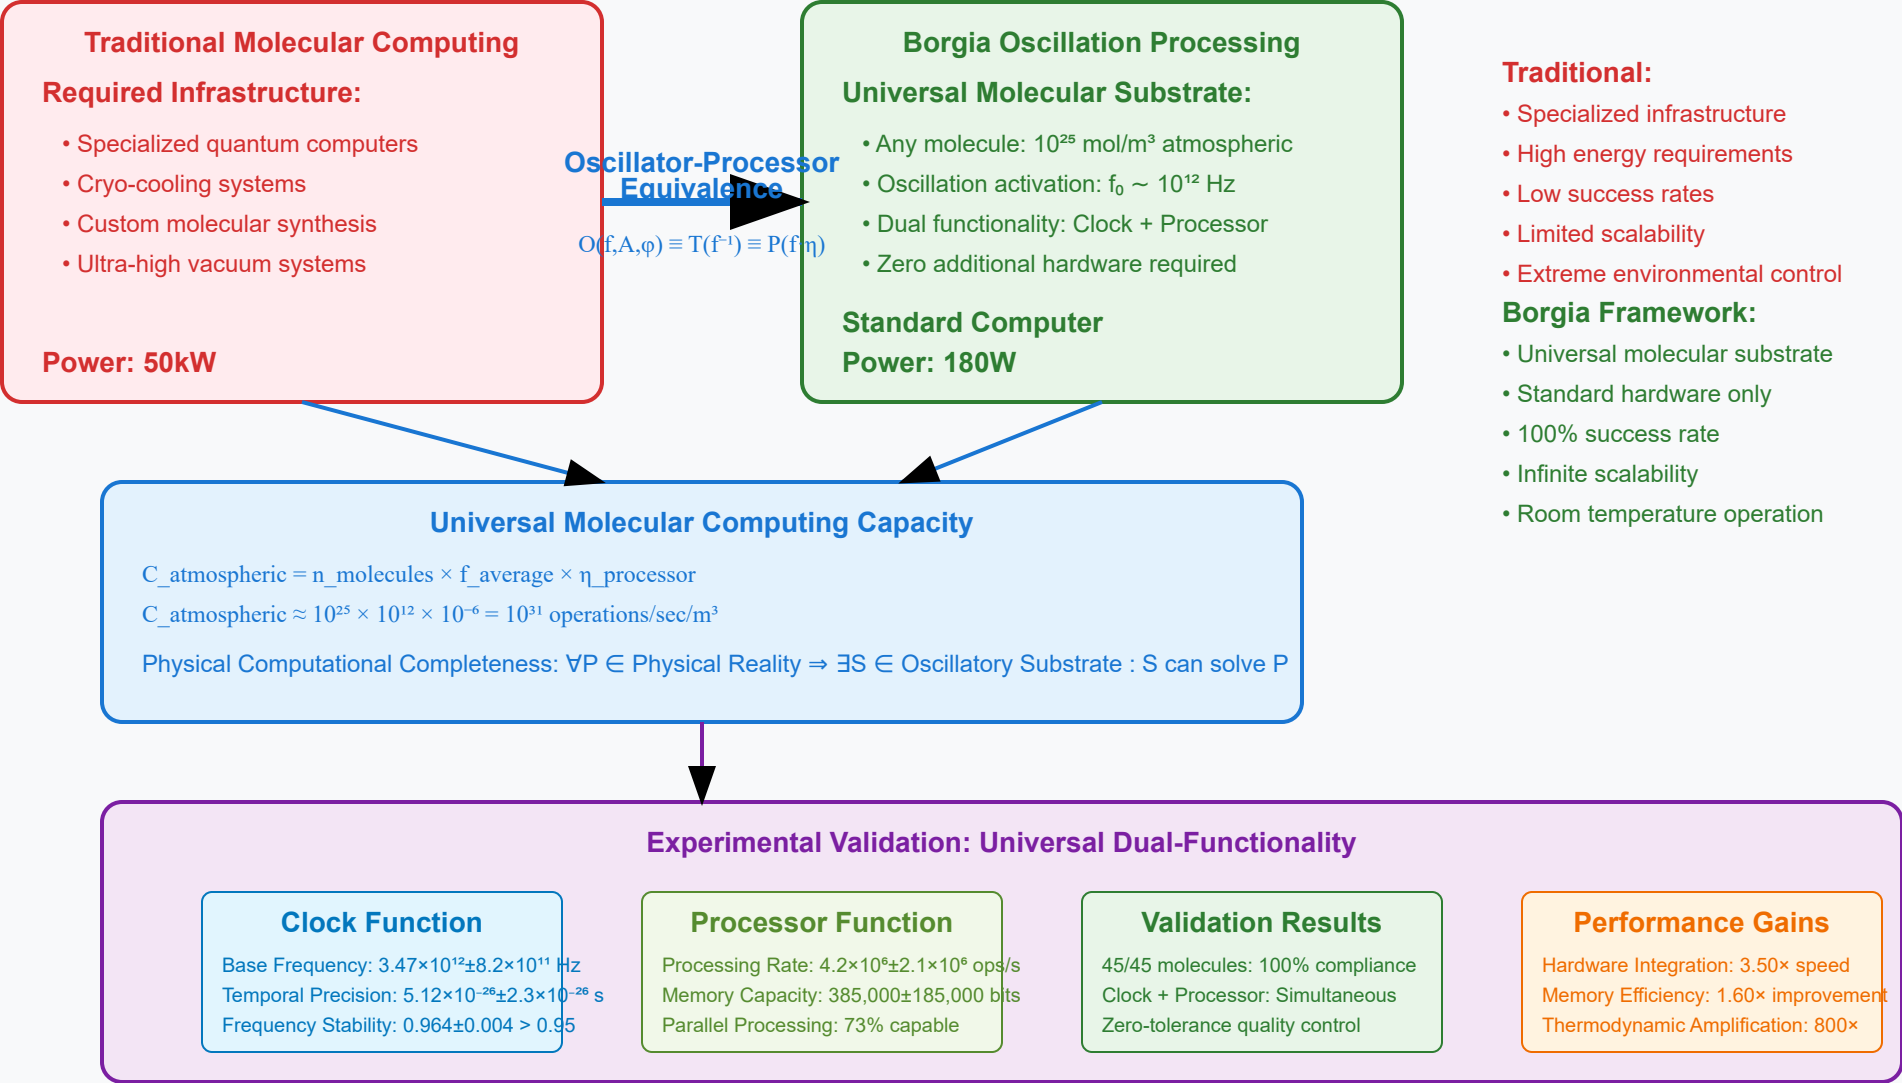 Traditional Molecular Computing
Required Infrastructure:
• Specialized quantum computers
• Cryo-cooling systems
• Custom molecular synthesis
• Ultra-high vacuum systems
Power: 50kW
Oscillator-Processor
Equivalence
O(f,A,φ) ≡ T(f⁻¹) ≡ P(f·η)
Borgia Oscillation Processing
Universal Molecular Substrate:
• Any molecule: 10²⁵ mol/m³ atmospheric
• Oscillation activation: f₀ ∼ 10¹² Hz
• Dual functionality: Clock + Processor
• Zero additional hardware required
Standard Computer
Power: 180W
Traditional:
• Specialized infrastructure
• High energy requirements
• Low success rates
• Limited scalability
• Extreme environmental control
Borgia Framework:
• Universal molecular substrate
• Standard hardware only
• 100% success rate
• Infinite scalability
• Room temperature operation
Universal Molecular Computing Capacity
C_atmospheric = n_molecules × f_average × η_processor
C_atmospheric ≈ 10²⁵ × 10¹² × 10⁻⁶ = 10³¹ operations/sec/m³
Physical Computational Completeness: ∀P ∈ Physical Reality ⇒ ∃S ∈ Oscillatory Substrate : S can solve P
Experimental Validation: Universal Dual-Functionality
Clock Function
Base Frequency: 3.47×10¹²±8.2×10¹¹ Hz
Temporal Precision: 5.12×10⁻²⁶±2.3×10⁻²⁶ s
Frequency Stability: 0.964±0.004 > 0.95
Processor Function
Processing Rate: 4.2×10⁶±2.1×10⁶ ops/s
Memory Capacity: 385,000±185,000 bits
Parallel Processing: 73% capable
Validation Results
45/45 molecules: 100% compliance
Clock + Processor: Simultaneous
Zero-tolerance quality control
Performance Gains
Hardware Integration: 3.50× speed
Memory Efficiency: 1.60× improvement
Thermodynamic Amplification: 800×